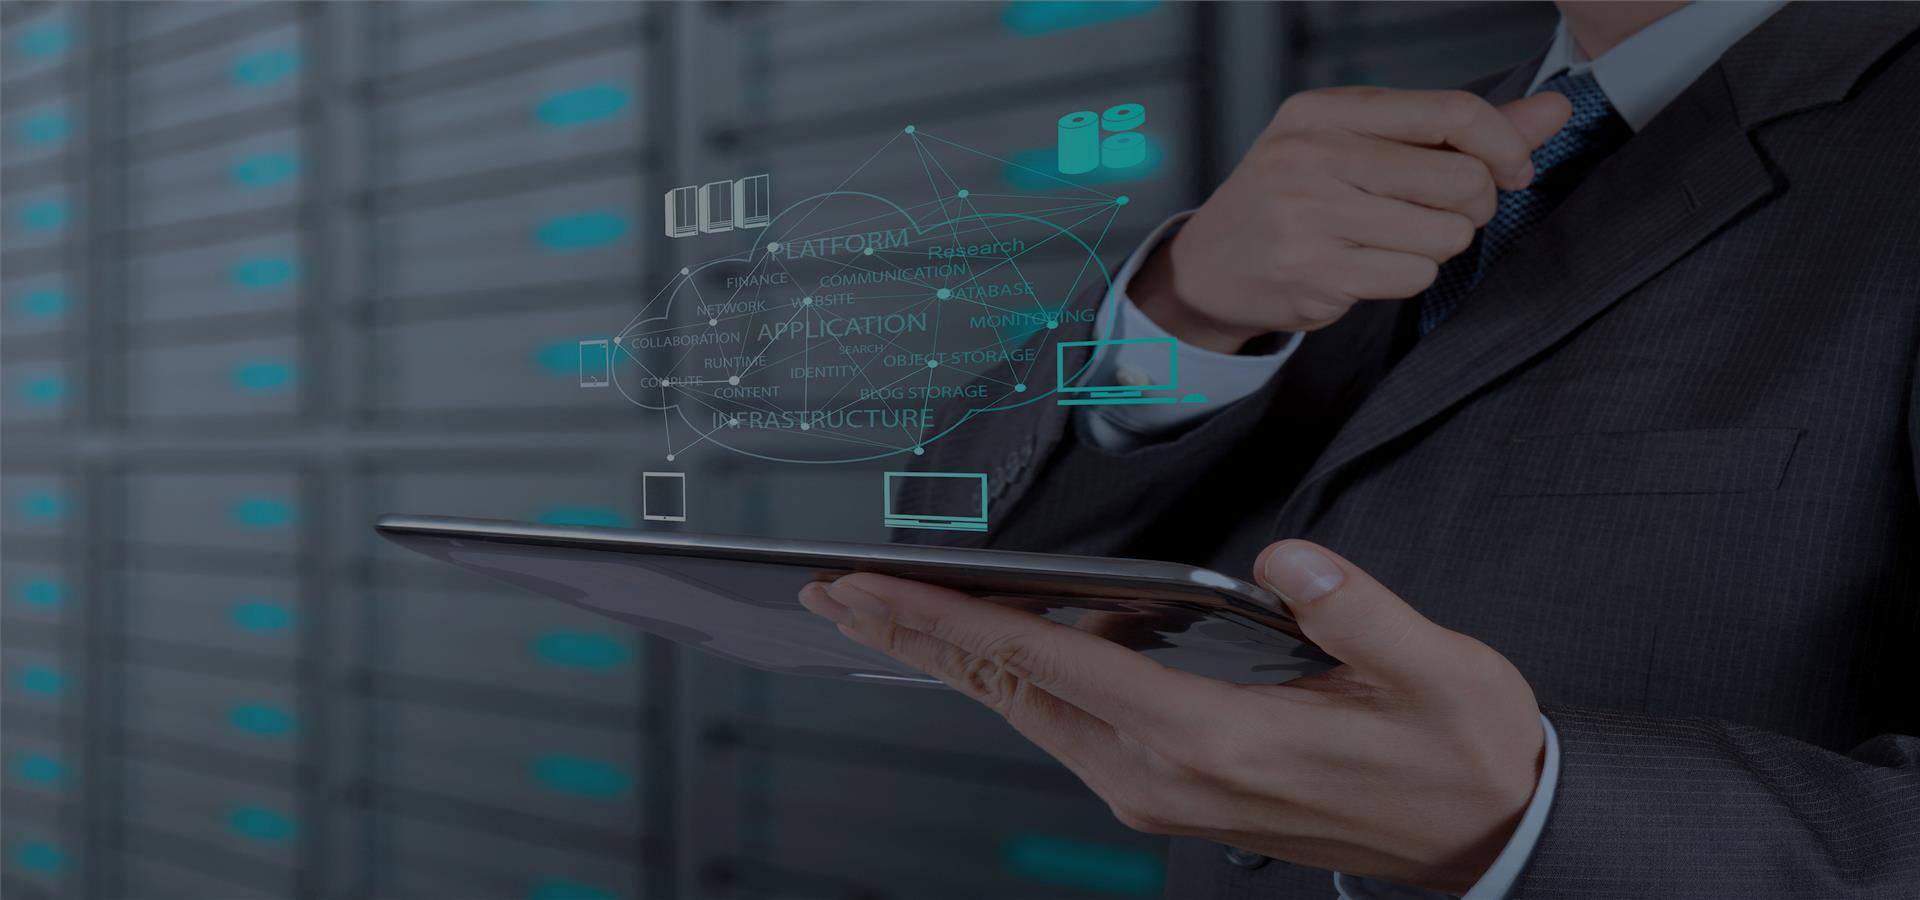 PLATFORM
Research
FINANCE
COMMUNICATION
NETWORK
WEBSITE
DATABASE
APPLICATION
MONITORING
COLLABORATION
SEARCH
RUNTIME
OBJECT STORAGE
IDENTITY
COMPUTE
CONTENT
BLOG STORAGE
INFRASTRUCTURE